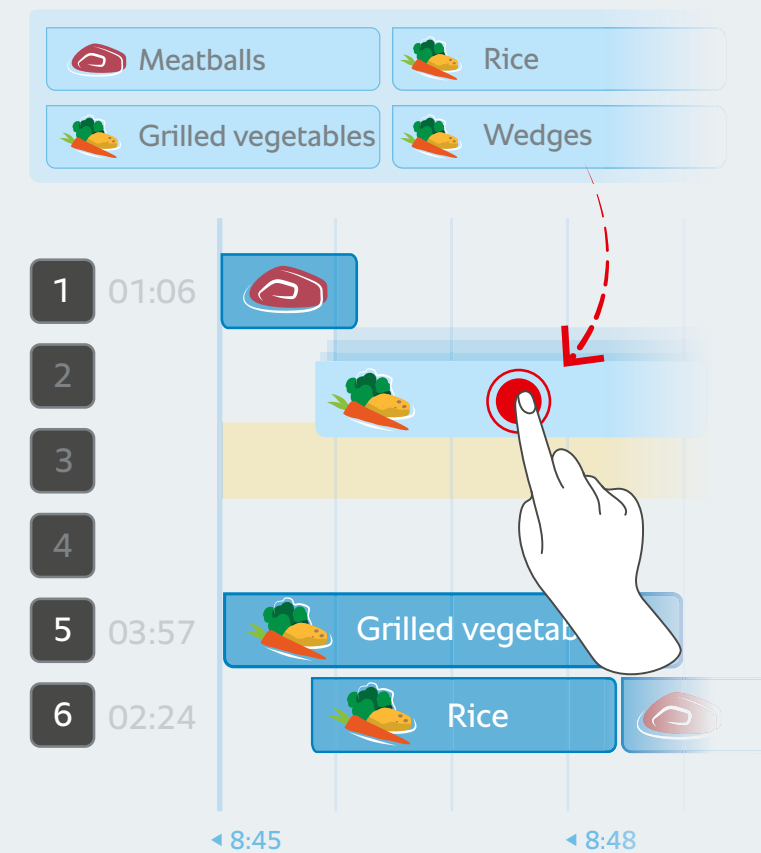 Meatballs
Rice
Grilled vegetables
Wedges
1 01:06
2
3
4
5 03:57 Grilled vegetab
6 02:24 Rice
8:45 8:48